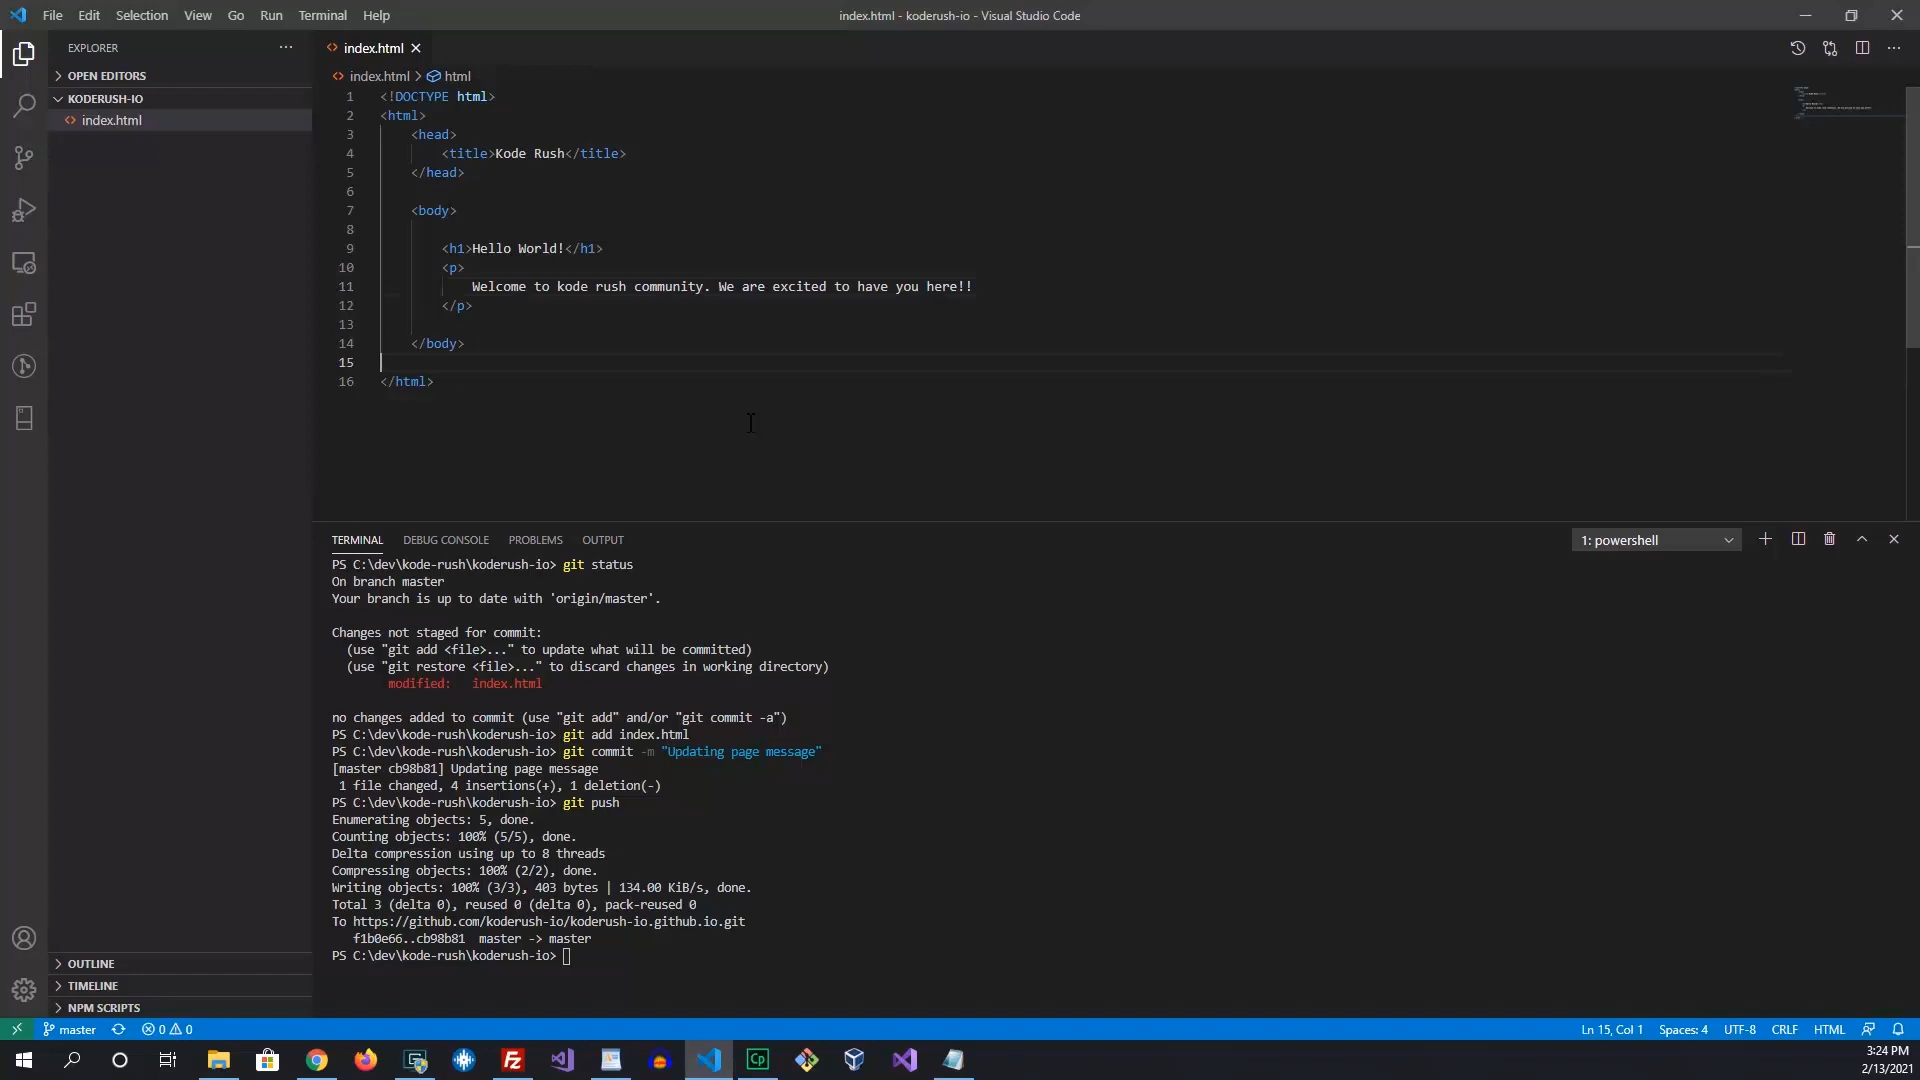 File Edit Selection View Go Run Terminal Help
index.html - koderush-io - Visual Studio Code
EXPLORER
OPEN EDITORS
KODERUSH-IO
index.html
index.html
index.html > html
1 <!DOCTYPE html>
2 <html>
3 <head>
4 <title>Kode Rush</title>
5 </head>
6
7 <body>
8
9 <h1>Hello World!</h1>
10 <p>
11 Welcome to kode rush community. We are excited to have you here!!
12 </p>
13
14 </body>
15
16 </html>
TERMINAL DEBUG CONSOLE PROBLEMS OUTPUT
1: powershell
PS C:\dev\kode-rush\koderush-io> git status
On branch master
Your branch is up to date with 'origin/master'.
Changes not staged for commit:
(use "git add <file>..." to update what will be committed)
(use "git restore <file>..." to discard changes in working directory)
modified: index.html
no changes added to commit (use "git add" and/or "git commit -a")
PS C:\dev\kode-rush\koderush-io> git add index.html
PS C:\dev\kode-rush\koderush-io> git commit -m "Updating page message"
[master cb98b81] Updating page message
1 file changed, 4 insertions(+), 1 deletion(-)
PS C:\dev\kode-rush\koderush-io> git push
Enumerating objects: 5, done.
Counting objects: 100% (5/5), done.
Delta compression using up to 8 threads
Compressing objects: 100% (2/2), done.
Writing objects: 100% (3/3), 403 bytes | 134.00 KiB/s, done.
Total 3 (delta 0), reused 0 (delta 0), pack-reused 0
To https://github.com/koderush-io/koderush-io.github.io.git
f1b0e66..cb98b81 master -> master
PS C:\dev\kode-rush\koderush-io>
OUTLINE
TIMELINE
NPM SCRIPTS
master
0 0
Ln 15, Col 1 Spaces: 4 UTF-8 CRLF HTML
Fz
Cp
3:24 PM
2/13/2021